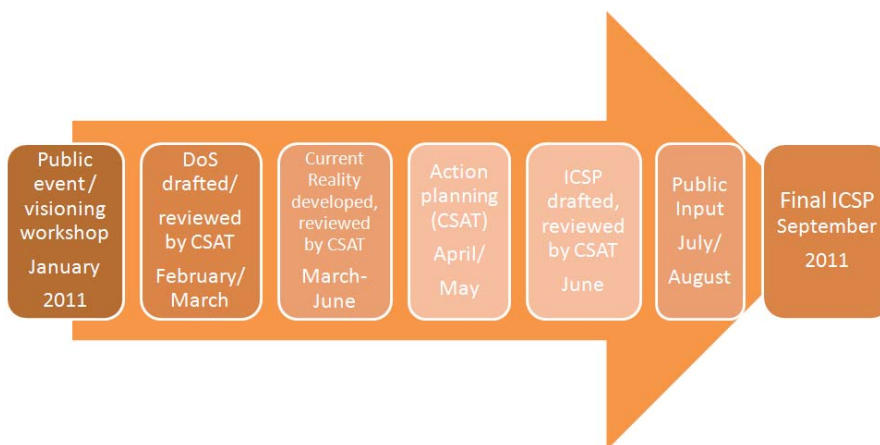 Public
event/
visioning
workshop
January
2011
DoS
drafted/
reviewed
by CSAT
February/
March
Current
Reality
developed,
reviewed
by CSAT
March-
June
Action
planning
(CSAT)
April/
May
ICSP
drafted,
reviewed
by CSAT
June
Public
Input
July/
August
Final ICSP
September
2011